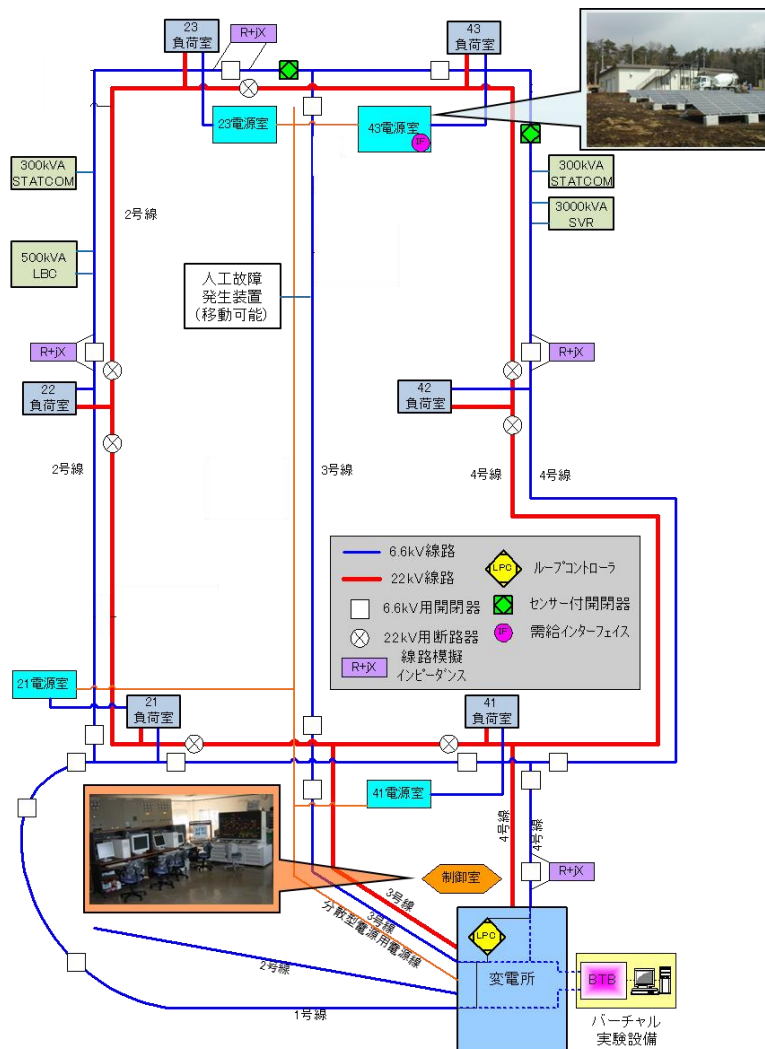 23
負荷室
R+jX
43
負荷室
23電源室
43電源室
IF
300kVA
STATCOM
2号線
300kVA
STATCOM
3000kVA
SVR
500kVA
LBC
人工故障
発生装置
(移動可能)
R+jX
R+jX
22
負荷室
42
負荷室
2号線
3号線
4号線
4号線
6.6kV線路
22kV線路
6.6kV用開閉器
22kV用断路器
R+jX
線路模擬
インピーダンス
LPC
ループコントローラ
センサー付開閉器
IF
需給インターフェイス
21電源室
21
負荷室
41
負荷室
41電源室
4号線
4号線
制御室
R+jX
3号線
3号線
分散型電源用電源線
2号線
1号線
LPC
変電所
BTB
バーチャル
実験設備